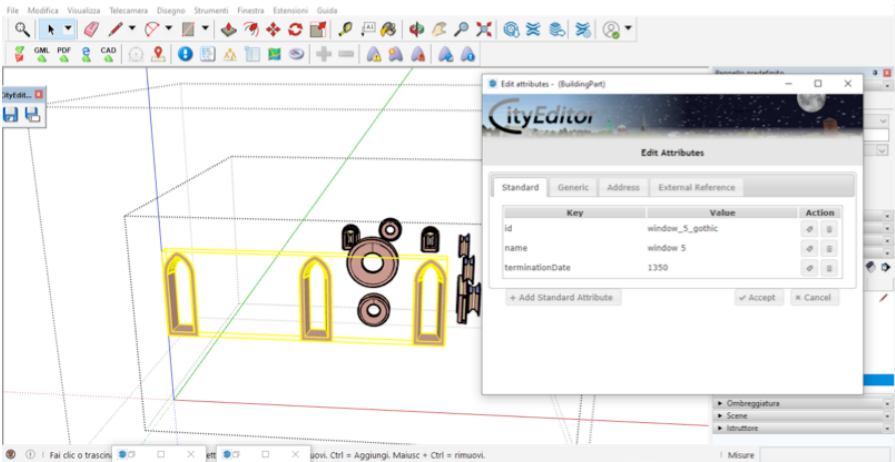 File Modifica Visualizza Telecamera Disegno Strumenti Finestra Estensioni Guida
GML PDF CAD
Edit attributes - (BuildingPart)
CityEditor
Edit Attributes
Standard Generic Address External Reference
Key Value Action
id window_5_gothic
name window 5
terminationDate 1350
+ Add Standard Attribute Accept × Cancel
Ombreggiatura
Scene
Istruttore
Fai clic o trascin ett uovi. Ctrl = Aggiungi. Maiusc + Ctrl = rimuovi. Misure